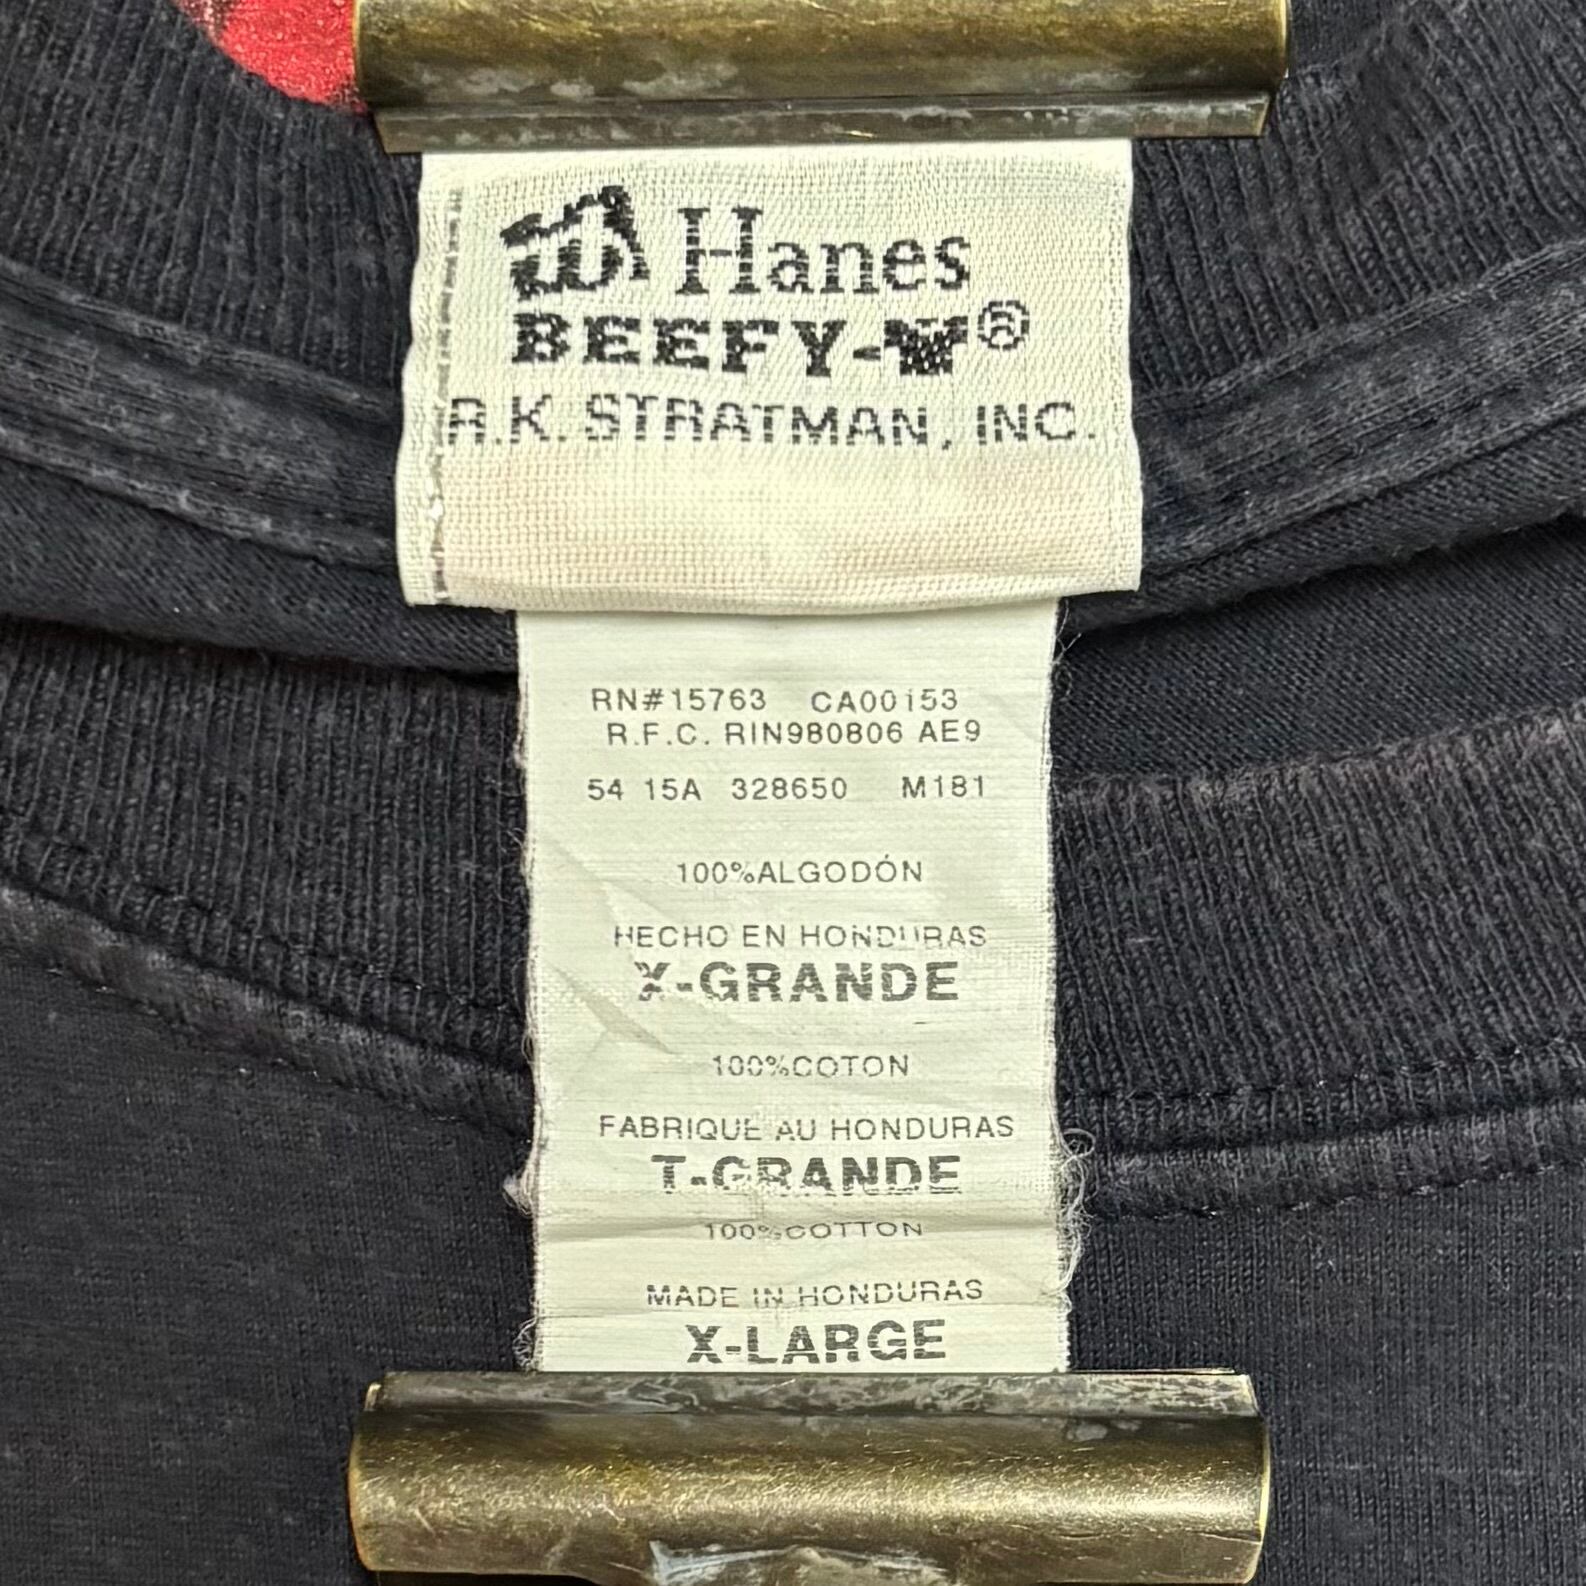 Hanes
BEEFY-T®
R.K. STRATMAN, INC.
RN#15763 CA00153
R.F.C. RIN980806 AE9
54 15A 328650 M181
100%ALGODÓN
HECHO EN HONDURAS
X-GRANDE
100%COTON
FABRIQUE AU HONDURAS
T-GRANDE
100%COTTON
MADE IN HONDURAS
X-LARGE